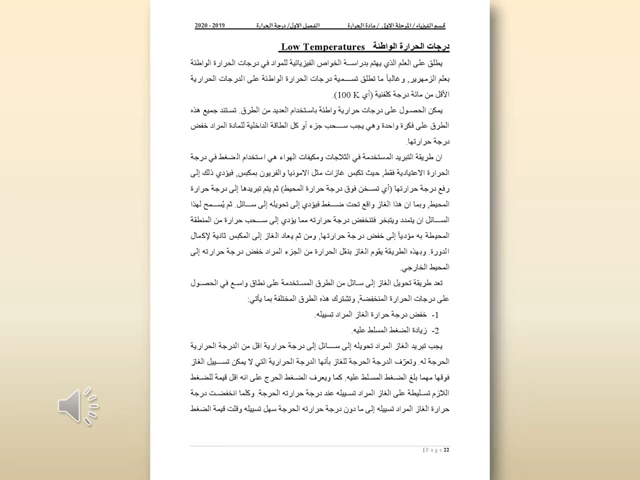 قسم الفيزياء / المرحلة الاولى / مادة الحرارة الفصل الاول/ درجة الحرارة 2019 - 2020
درجات الحرارة الواطئة Low Temperatures
يطلق على العلم الذي يهتم بدراسة الخواص الفيزيائية للمواد في درجات الحرارة الواطئة
بعلم الزمهرير, وغالباً ما تطلق تسمية درجات الحرارة الواطئة على الدرجات الحرارية
الأقل من مائة درجة كلفنية (أي 100 K).
يمكن الحصول على درجات حرارية واطئة باستخدام العديد من الطرق. تستند جميع هذه
الطرق على فكرة واحدة وهي يجب سحب جزء أو كل الطاقة الداخلية للمادة المراد خفض
درجة حرارتها.
ان طريقة التبريد المستخدمة في الثلاجات ومكيفات الهواء هي استخدام الضغط في درجة
الحرارة الاعتيادية فقط, حيث تكبس غازات مثل الامونيا والفريون بمكبس, فيؤدي ذلك إلى
رفع درجة حرارتها (أي تسخن فوق درجة حرارة المحيط) ثم يتم تبريدها إلى درجة حرارة
المحيط, وبما ان هذا الغاز واقع تحت ضغط فيؤدي إلى تحويله إلى سائل. ثم يُسمح لهذا
السائل ان يتمدد ويتبخر فتنخفض درجة حرارته مما يؤدي إلى سحب حرارة من المنطقة
المحيطة به مؤدياً إلى خفض درجة حرارتها, ومن ثم يعاد الغاز إلى المكبس ثانية لإكمال
الدورة. وبهذه الطريقة يقوم الغاز بنقل الحرارة من الجزء المراد خفض درجة حرارته إلى
المحيط الخارجي.
تعد طريقة تحويل الغاز إلى سائل من الطرق المستخدمة على نطاق واسع في الحصول
على درجات الحرارة المنخفضة, وتشترك هذه الطرق المختلفة بما يأتي:
1- خفض درجة حرارة الغاز المراد تسييله.
2- زيادة الضغط المسلط عليه.
يجب تبريد الغاز المراد تحويله إلى سائل إلى درجة حرارية اقل من الدرجة الحرارية
الحرجة له. وتعرّف الدرجة الحرجة للغاز بأنها الدرجة الحرارية التي لا يمكن تسييل الغاز
فوقها مهما بلغ الضغط المسلط عليه. كما ويعرف الضغط الحرج على انه اقل قيمة للضغط
اللازم تسليطة على الغاز المراد تسييله عند درجة حرارته الحرجة. وكلما انخفضت درجة
حرارة الغاز المراد تسييله إلى ما دون درجة حرارته الحرجة سهل تسييله وقلت قيمة الضغط
| Page 22